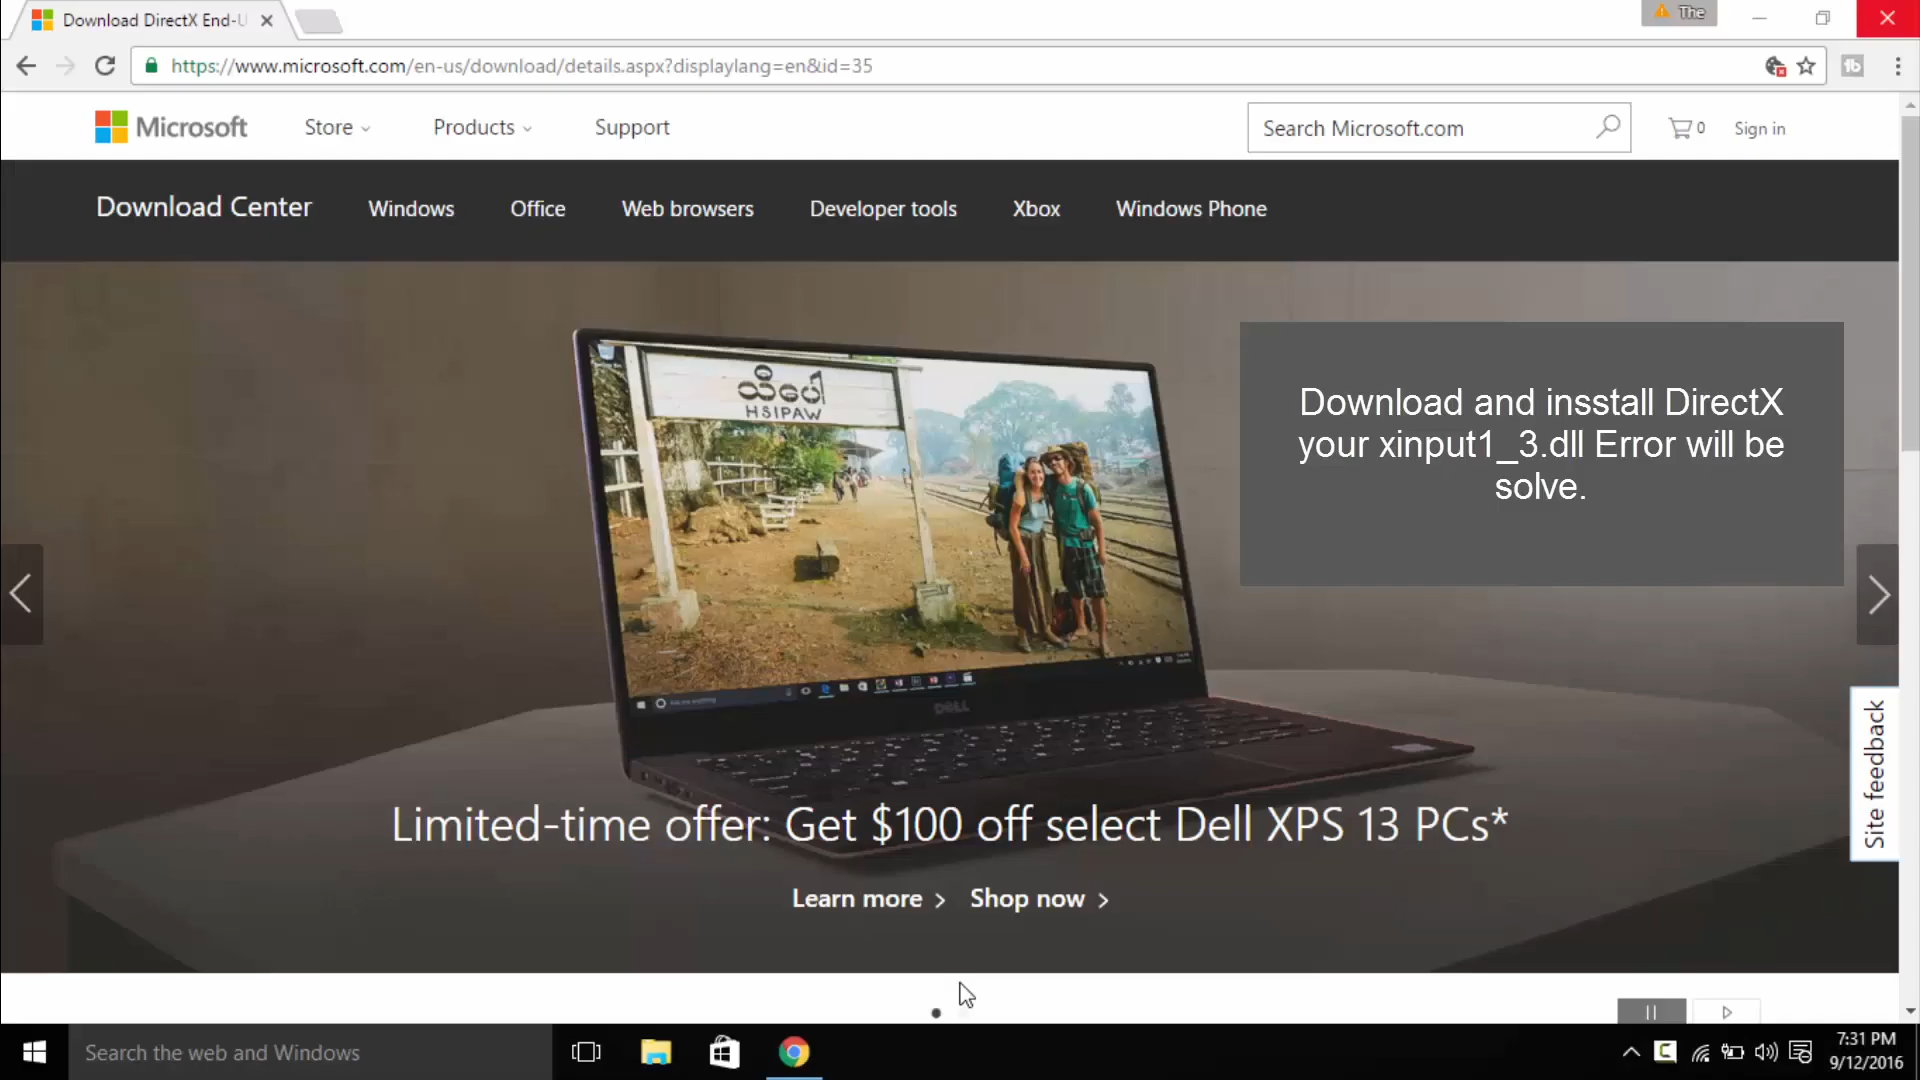 Download DirectX End-U
The
https://www.microsoft.com/en-us/download/details.aspx?displaylang=en&id=35
Microsoft
Store
Products
Support
Search Microsoft.com
0
Sign in
Download Center
Windows
Office
Web browsers
Developer tools
Xbox
Windows Phone
Download and insstall DirectX
your xinput1_3.dll Error will be
solve.
သီပေါ
HSIPAW
DELL
Site feedback
Limited-time offer: Get $100 off select Dell XPS 13 PCs*
Learn more
Shop now
Search the web and Windows
7:31 PM
9/12/2016